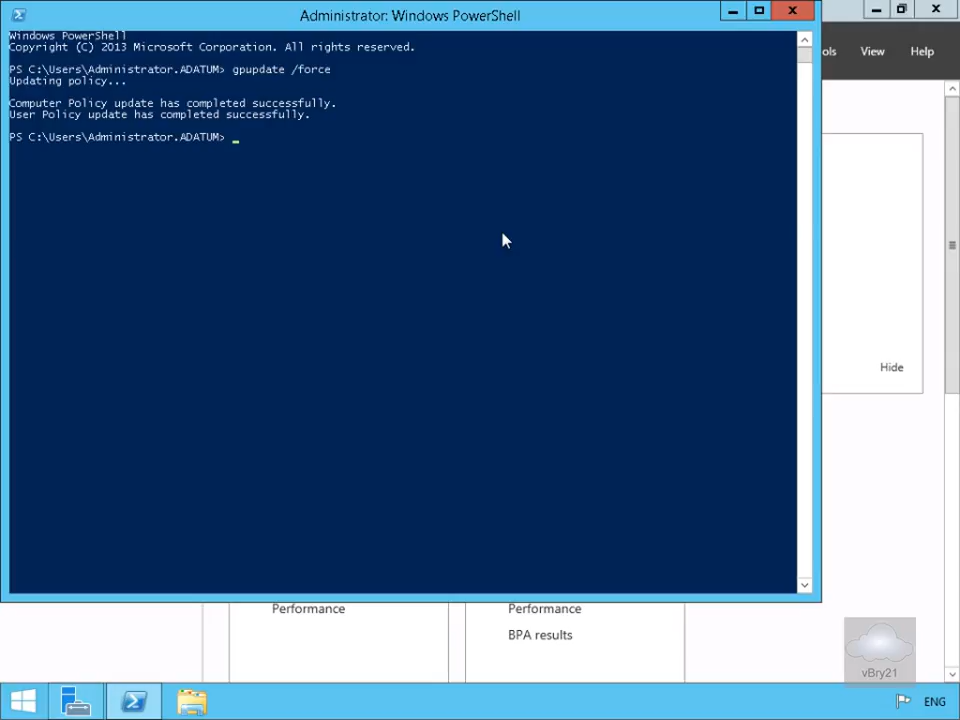 Administrator: Windows PowerShell
Windows PowerShell
Copyright (C) 2013 Microsoft Corporation. All rights reserved.
PS C:\Users\Administrator.ADATUM> gpupdate /force
Updating policy...
Computer Policy update has completed successfully.
User Policy update has completed successfully.
PS C:\Users\Administrator.ADATUM>
ols View Help
Hide
Performance
Performance
BPA results
vBry21
ENG